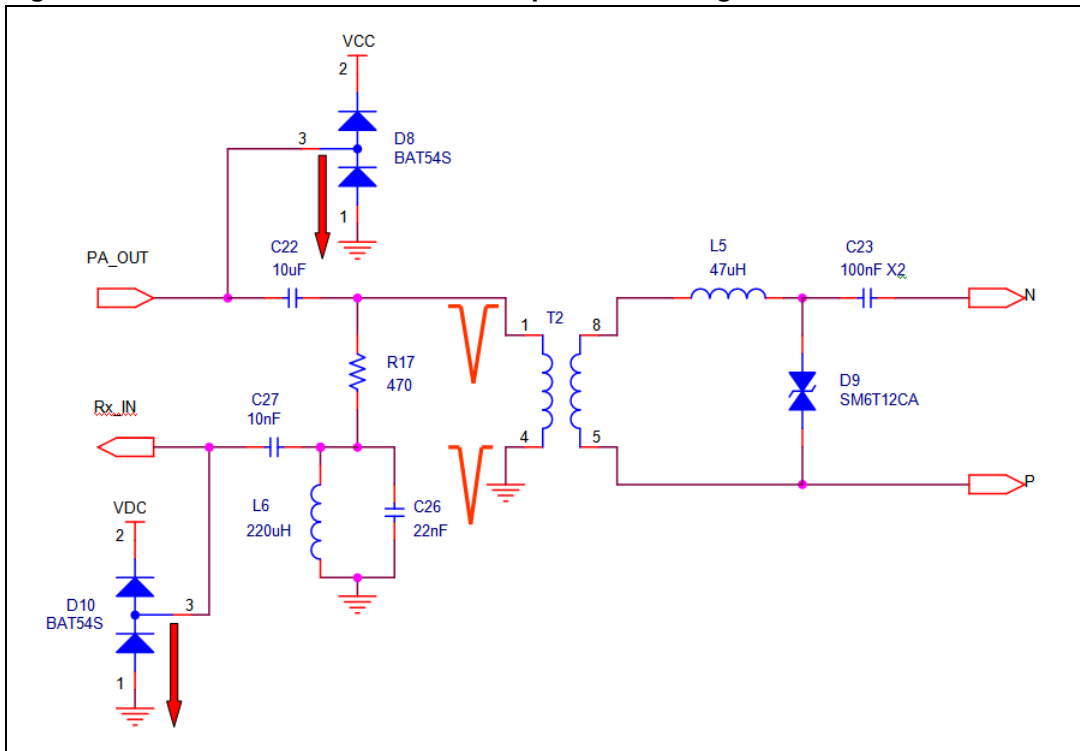 VCC
2
3
D8
BAT54S
1
PA_OUT
C22
10uF
L5
47uH
C23
100nF X2
N
1
T2
8
R17
470
D9
SM6T12CA
Rx_IN
C27
10nF
4
5
P
VDC
2
L6
220uH
C26
22nF
D10
BAT54S
3
1